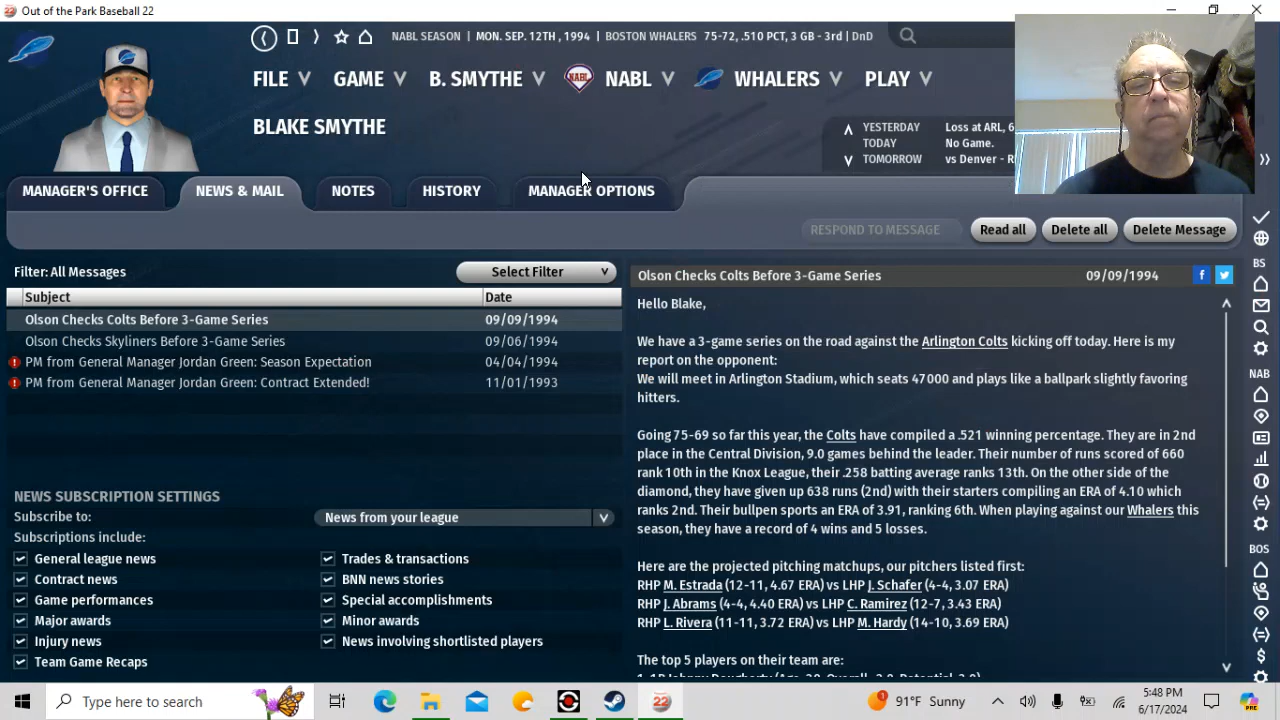 Out of the Park Baseball 22
NABL SEASON | MON. SEP. 12TH , 1994 | BOSTON WHALERS 75-72, .510 PCT, 3 GB - 3rd | DnD
FILE GAME B. SMYTHE NABL NABL WHALERS PLAY
BLAKE SMYTHE
YESTERDAY Loss at ARL, 6
TODAY No Game.
TOMORROW vs Denver - R
MANAGER'S OFFICE NEWS & MAIL NOTES HISTORY MANAGER OPTIONS
RESPOND TO MESSAGE Read all Delete all Delete Message
Filter: All Messages Select Filter
Subject Date
Olson Checks Colts Before 3-Game Series 09/09/1994
Olson Checks Skyliners Before 3-Game Series 09/06/1994
PM from General Manager Jordan Green: Season Expectation 04/04/1994
PM from General Manager Jordan Green: Contract Extended! 11/01/1993
NEWS SUBSCRIPTION SETTINGS
Subscribe to: News from your league
Subscriptions include:
General league news Trades & transactions
Contract news BNN news stories
Game performances Special accomplishments
Major awards Minor awards
Injury news News involving shortlisted players
Team Game Recaps
Olson Checks Colts Before 3-Game Series 09/09/1994
Hello Blake,
We have a 3-game series on the road against the Arlington Colts kicking off today. Here is my
report on the opponent:
We will meet in Arlington Stadium, which seats 47000 and plays like a ballpark slightly favoring
hitters.
Going 75-69 so far this year, the Colts have compiled a .521 winning percentage. They are in 2nd
place in the Central Division, 9.0 games behind the leader. Their number of runs scored of 660
rank 10th in the Knox League, their .258 batting average ranks 13th. On the other side of the
diamond, they have given up 638 runs (2nd) with their starters compiling an ERA of 4.10 which
ranks 2nd. Their bullpen sports an ERA of 3.91, ranking 6th. When playing against our Whalers this
season, they have a record of 4 wins and 5 losses.
Here are the projected pitching matchups, our pitchers listed first:
RHP M. Estrada (12-11, 4.67 ERA) vs LHP J. Schafer (4-4, 3.07 ERA)
RHP J. Abrams (4-4, 4.40 ERA) vs LHP C. Ramirez (12-7, 3.43 ERA)
RHP L. Rivera (11-11, 3.72 ERA) vs LHP M. Hardy (14-10, 3.69 ERA)
The top 5 players on their team are:
BS
NAB
BOS
Type here to search
22
91°F Sunny
5:48 PM
6/17/2024
PRE